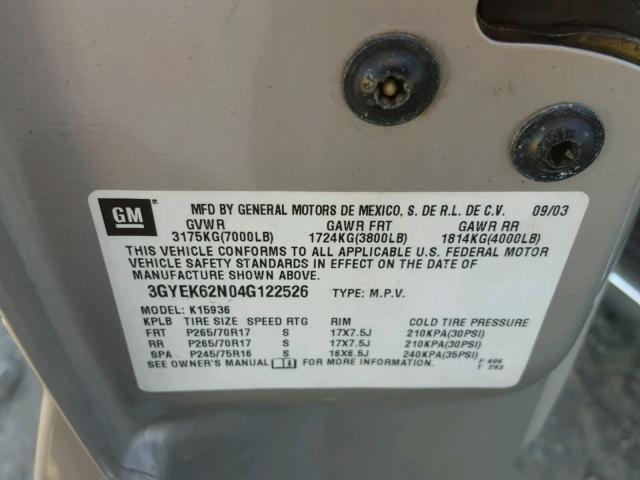 GM
MFD BY GENERAL MOTORS DE MEXICO, S. DE R.L. DE C.V. 09/03
GVWR GAWR FRT GAWR RR
3175KG(7000LB) 1724KG(3800LB) 1814KG(4000LB)
THIS VEHICLE CONFORMS TO ALL APPLICABLE U.S. FEDERAL MOTOR
VEHICLE SAFETY STANDARDS IN EFFECT ON THE DATE OF
MANUFACTURE SHOWN ABOVE.
3GYEK62N04G122526 TYPE: M.P.V.
MODEL: K15936
KPLB TIRE SIZE SPEED RTG RIM COLD TIRE PRESSURE
FRT P265/70R17 S 17X7.5J 210KPA(30PSI)
RR P265/70R17 S 17X7.5J 210KPA(30PSI)
SPA P245/75R16 S 16X6.5J 240KPA(35PSI)
SEE OWNER'S MANUAL FOR MORE INFORMATION.
F 406
T 293